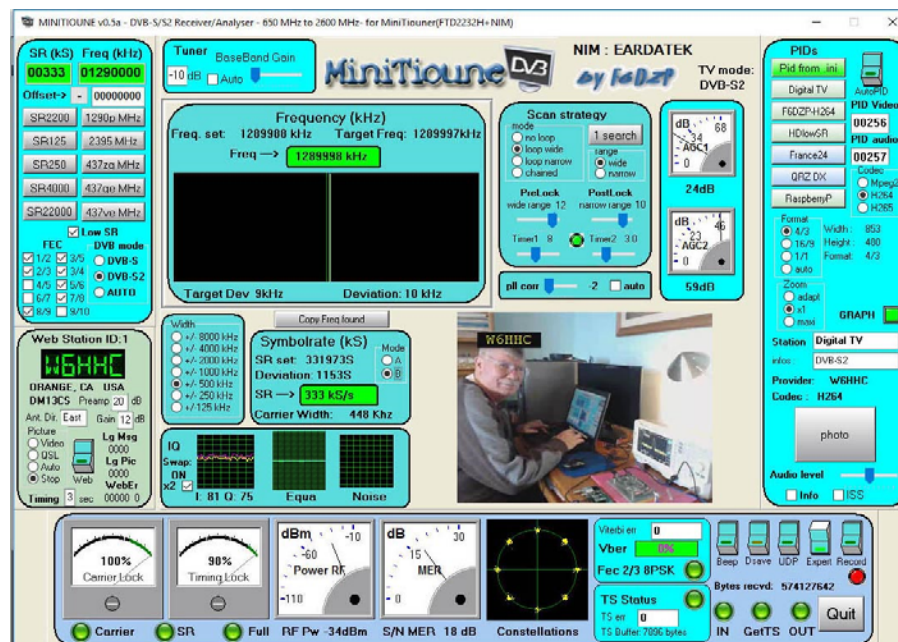 MINITIOUNE v0.5a - DVB-S/S2 Receiver/Analyser - 650 MHz to 2600 MHz- for MiniTiouner(FTD2232H+NIM)
SR (kS) Freq (kHz)
00333 01290000
Offset-> - 00000000
SR2200 1290p MHz
SR125 2395 MHz
SR250 437za MHz
SR4000 437qe MHz
SR22000 437ve MHz
Low SR
FEC DVB mode
1/2 3/5 DVB-S
2/3 3/4 DVB-S2
4/5 5/6 AUTO
6/7 7/8
8/9 9/10
Web Station ID:1
W6HHC
ORANGE, CA USA
DM13CS Preamp 20 dB
Ant. Dir. East Gain 12 dB
Picture
Video
QSL
Auto
Stop
Web
Lg Msg
0000
Lg Pic
0000
WebEr
Timing 3 sec 00000 0
Tuner
BaseBand Gain
-10 dB Auto
MiniTioune DVB by F6DZP
NIM : EARDATEK
TV mode:
DVB-S2
Frequency (kHz)
Freq. set: 1289988 kHz Target Freq: 1289997kHz
Freq --> 1289998 kHz
Target Dev 9kHz Deviation: 10 kHz
Scan strategy
mode
no loop
loop wide
loop narrow
chained
1 search
range
wide
narrow
PreLock PostLock
wide range 12 narrow range 10
Timer1 8 Timer2 30
pll corr -2 auto
dB 34 68
AGC1
0
24dB
dB 23 46
AGC2
0
59dB
Width
+/- 8000 kHz
+/- 4000 kHz
+/- 2000 kHz
+/- 1000 kHz
+/- 500 kHz
+/- 250 kHz
+/-125 kHz
Copy Freq found
Symbolrate (kS)
SR set: 331973S
Deviation: 1153S
SR --> 333 kS/s
Carrier Width: 448 Khz
Mode
A
B
IQ
Swap:
ON
x2
I: 81 Q: 75 Equa Noise
W6HHC
PIDs
Pid from .ini
Digital TV
F6DZP-H264
HDlowSR
France24
QRZ DX
RaspberryP
AutoPID
PID Video
00256
PID audio
00257
Codec
Mpeg2
H264
H265
Format
4/3
16/9
1/1
auto
Width : 853
Height : 480
Format: 4/3
Zoom
adapt
x1
maxi
GRAPH
Station Digital TV
infos : DVB-S2
Provider: W6HHC
Codec : H264
photo
Audio level
Info ISS
100%
Carrier Lock
98%
Timing Lock
Carrier SR Full
dBm -60 -10
Power RF
-110
RF Pw -34dBm
dB 15 30
MER
0
S/N MER 18 dB
Constellations
Viterbi err 0
Vber 0%
Fec 2/3 8PSK
TS Status
TS err 0
TS Buffer: 7896 bytes
Beep Dsave UDP Expert Record
Bytes recvd: 574127642
IN GetTS OUT
Quit